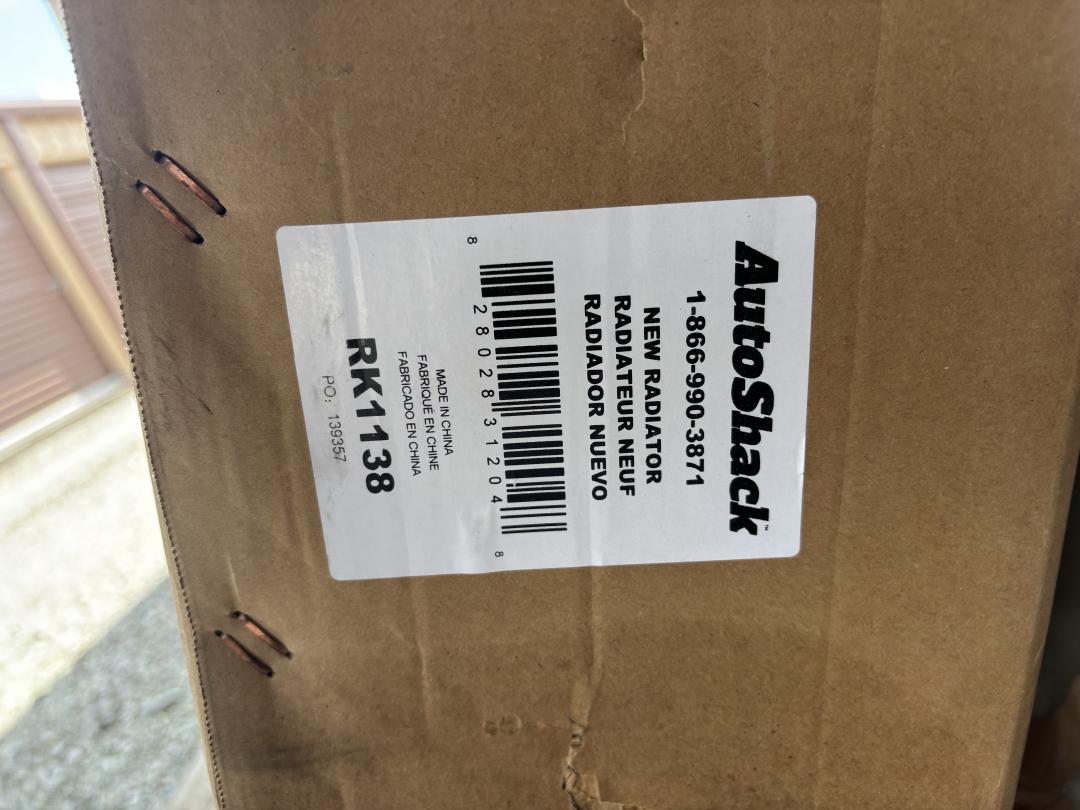 AutoShack™
1-866-990-3871
NEW RADIATOR
RADIATEUR NEUF
RADIADOR NUEVO
8 28028 31204 8
MADE IN CHINA
FABRIQUÉ EN CHINE
FABRICADO EN CHINA
RK1138
PO: 139357